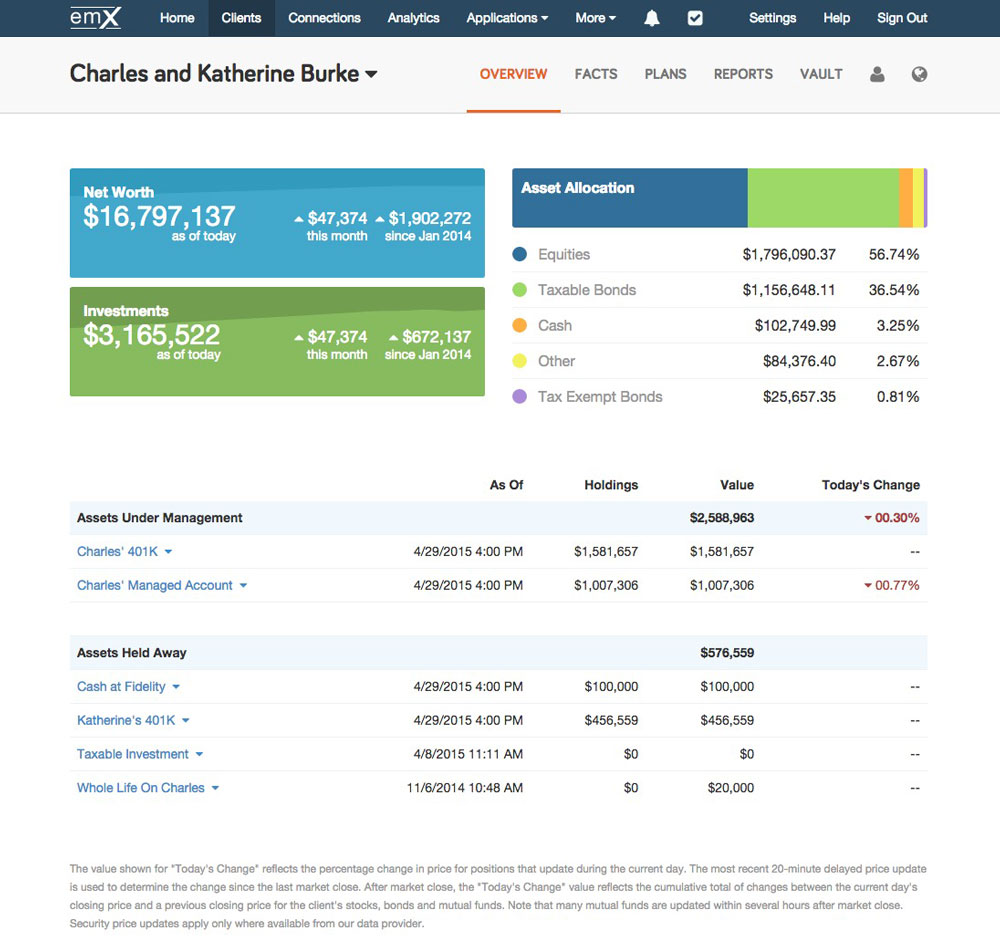 emX Home Clients Connections Analytics Applications More Settings Help Sign Out
Charles and Katherine Burke OVERVIEW FACTS PLANS REPORTS VAULT
Net Worth
$16,797,137 $47,374 $1,902,272
as of today this month since Jan 2014
Investments
$3,165,522 $47,374 $672,137
as of today this month since Jan 2014
Asset Allocation
Equities $1,796,090.37 56.74%
Taxable Bonds $1,156,648.11 36.54%
Cash $102,749.99 3.25%
Other $84,376.40 2.67%
Tax Exempt Bonds $25,657.35 0.81%
As Of Holdings Value Today's Change
Assets Under Management $2,588,963 00.30%
Charles' 401K 4/29/2015 4:00 PM $1,581,657 $1,581,657 --
Charles' Managed Account 4/29/2015 4:00 PM $1,007,306 $1,007,306 00.77%
Assets Held Away $576,559
Cash at Fidelity 4/29/2015 4:00 PM $100,000 $100,000 --
Katherine's 401K 4/29/2015 4:00 PM $456,559 $456,559 --
Taxable Investment 4/8/2015 11:11 AM $0 $0 --
Whole Life On Charles 11/6/2014 10:48 AM $0 $20,000 --
The value shown for "Today's Change" reflects the percentage change in price for positions that update during the current day. The most recent 20-minute delayed price update
is used to determine the change since the last market close. After market close, the "Today's Change" value reflects the cumulative total of changes between the current day's
closing price and a previous closing price for the client's stocks, bonds and mutual funds. Note that many mutual funds are updated within several hours after market close.
Security price updates apply only where available from our data provider.